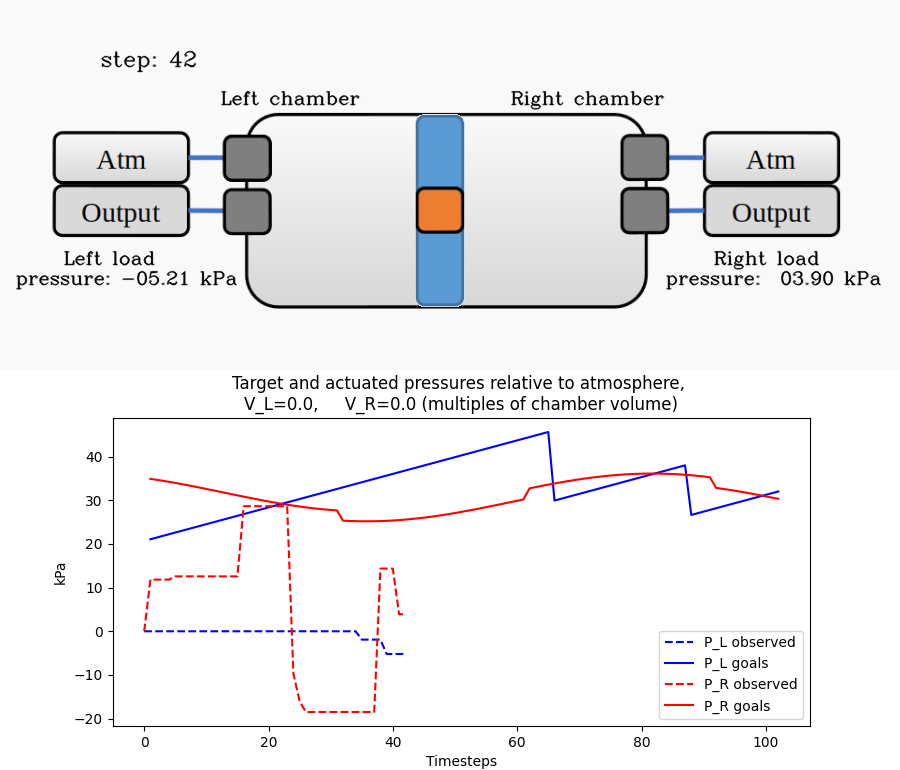 step: 42
Left chamber
Right chamber
Atm
Atm
Output
Output
Left load
pressure: -05.21 kPa
Right load
pressure: 03.90 kPa
Target and actuated pressures relative to atmosphere,
V_L=0.0, V_R=0.0 (multiples of chamber volume)
40
30
20
10
0
−10
−20
kPa
P_L observed
P_L goals
P_R observed
P_R goals
0 20 40 60 80 100
Timesteps